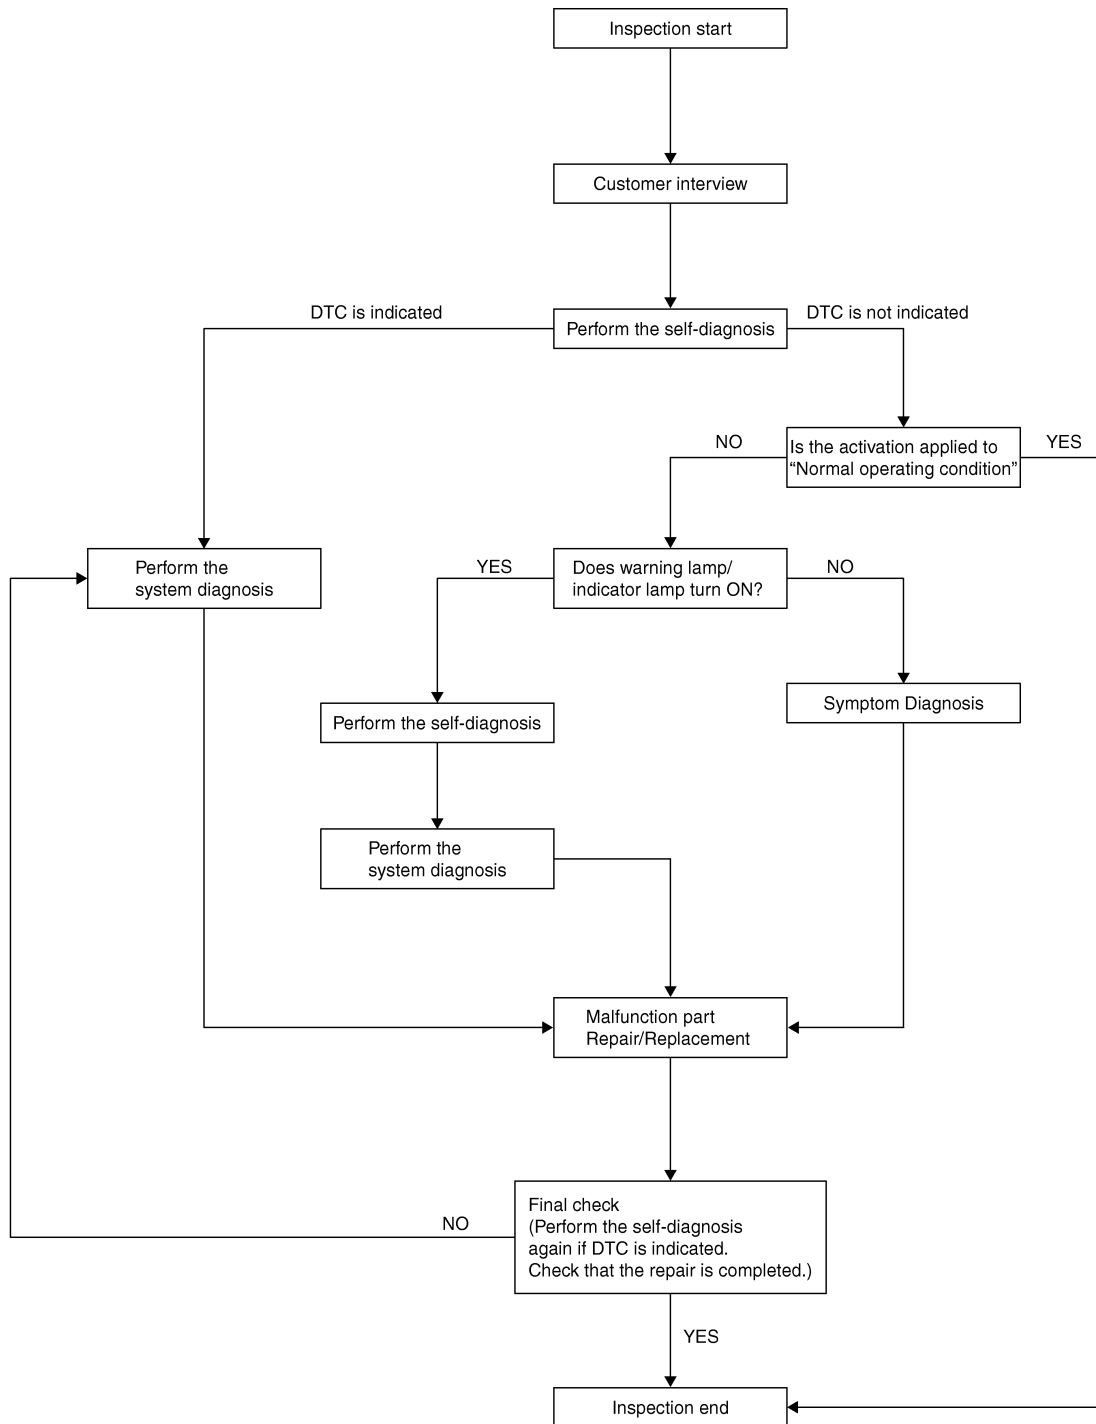 Inspection start
Customer interview
DTC is indicated
Perform the self-diagnosis
DTC is not indicated
NO
Is the activation applied to
“Normal operating condition”
YES
Perform the
system diagnosis
YES
Does warning lamp/
indicator lamp turn ON?
NO
Perform the self-diagnosis
Symptom Diagnosis
Perform the
system diagnosis
Malfunction part
Repair/Replacement
NO
Final check
(Perform the self-diagnosis
again if DTC is indicated.
Check that the repair is completed.)
YES
Inspection end